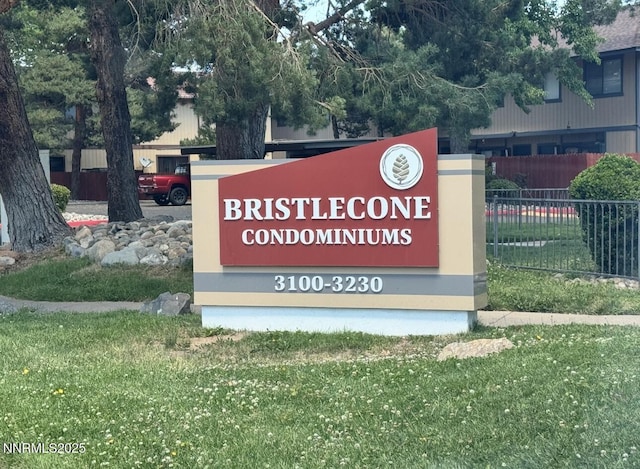 BRISTLECONE
CONDOMINIUMS
3100-3230
NNRMLS2025